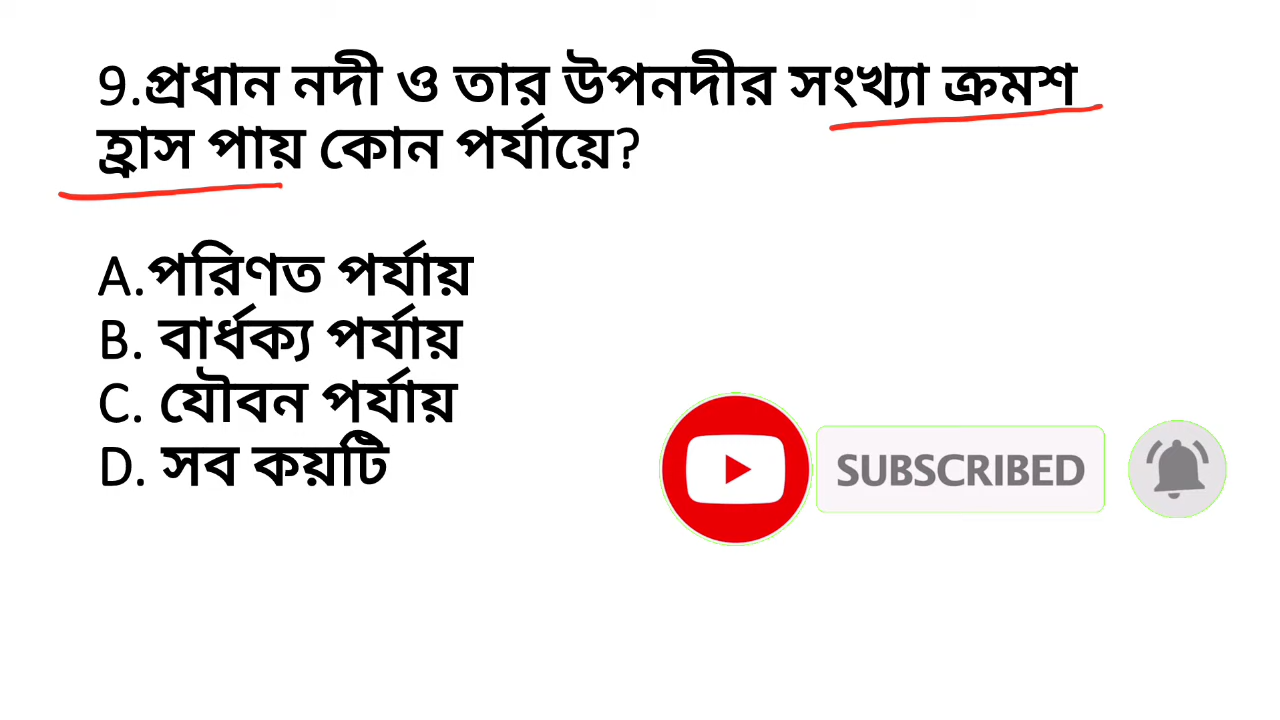 9.প্রধান নদী ও তার উপনদীর সংখ্যা ক্রমশ
হ্রাস পায় কোন পর্যায়ে?
A.পরিণত পর্যায়
B. বার্ধক্য পর্যায়
C. যৌবন পর্যায়
D. সব কয়টি
SUBSCRIBED